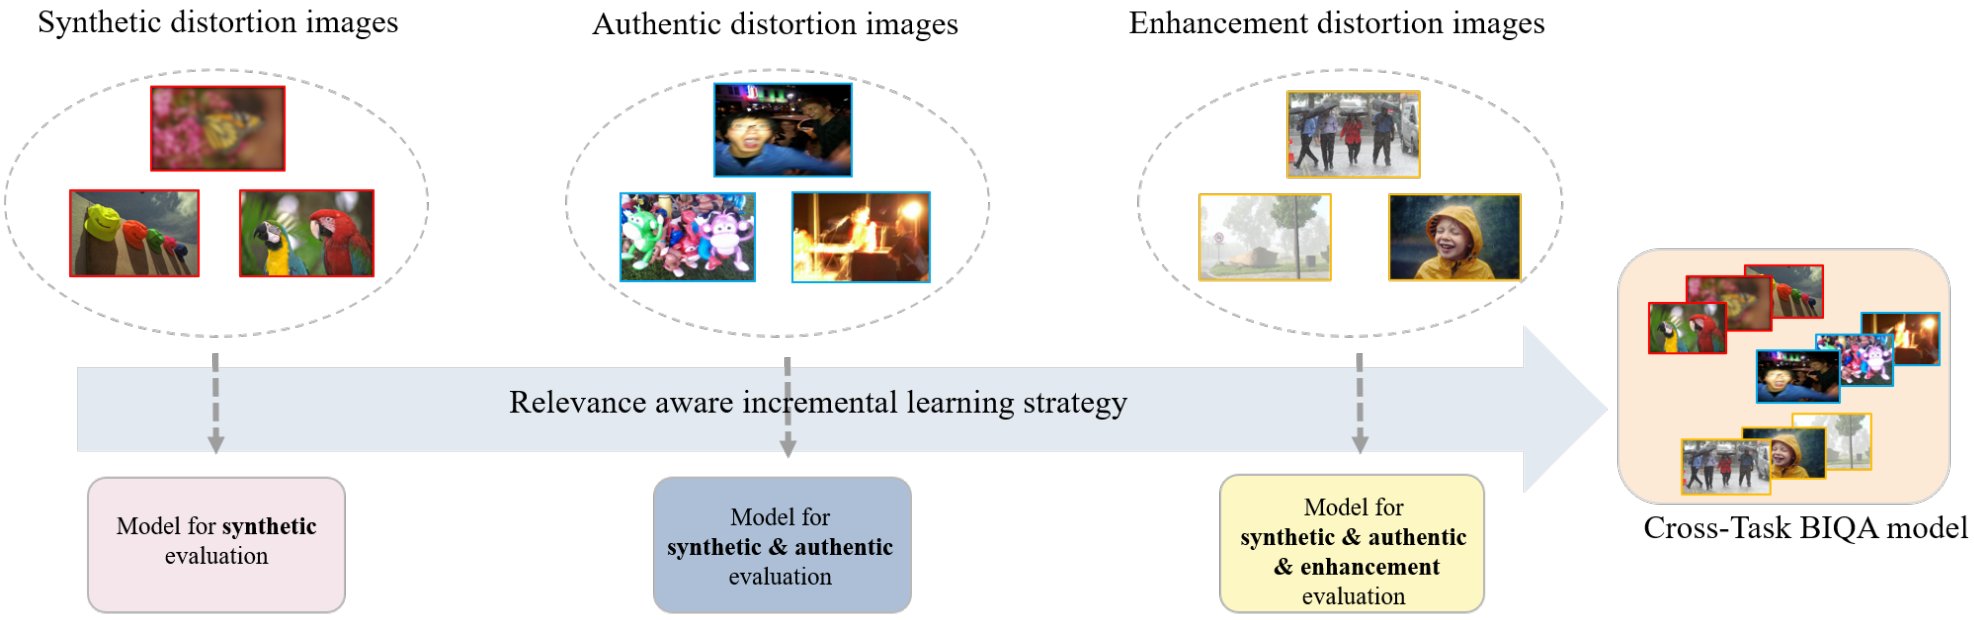 Synthetic distortion images
Authentic distortion images
Enhancement distortion images
Relevance aware incremental learning strategy
Model for synthetic
evaluation
Model for
synthetic & authentic
evaluation
Model for
synthetic & authentic
& enhancement
evaluation
Cross-Task BIQA model